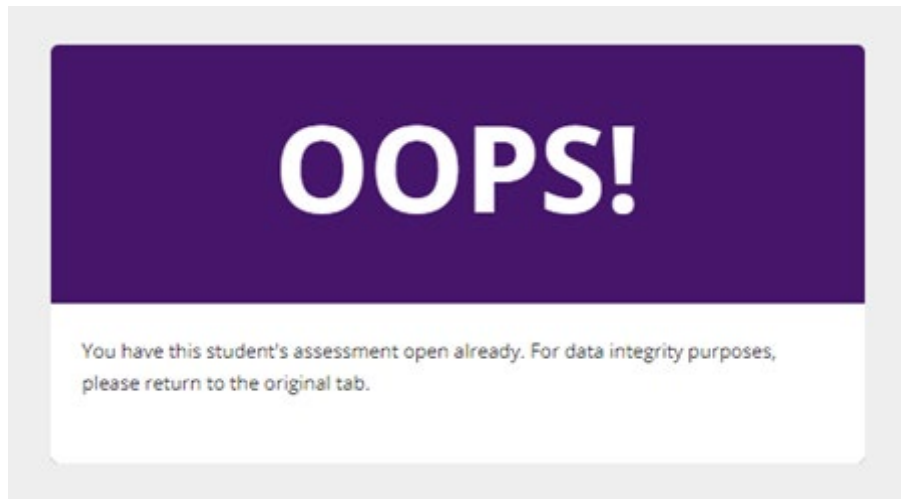 OOPS!
You have this student's assessment open already. For data integrity purposes,
please return to the original tab.